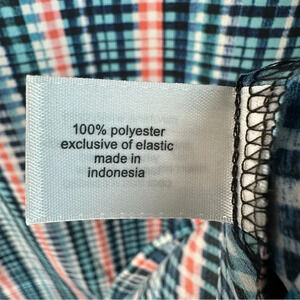 100% polyester
exclusive of elastic
made in
indonesia